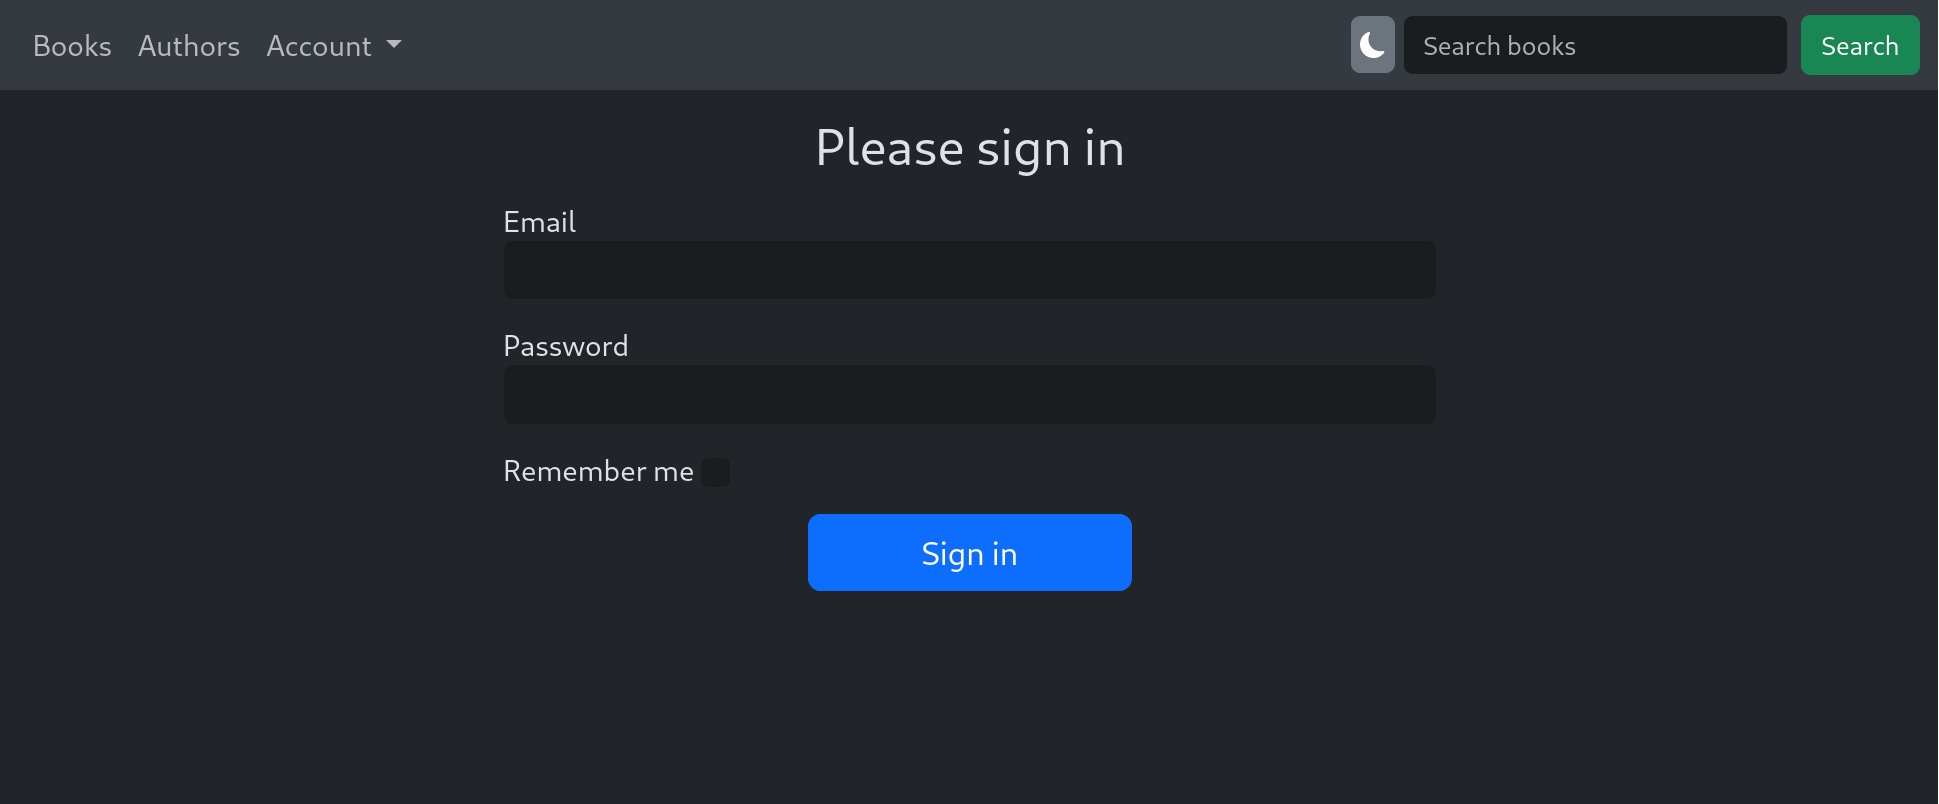 Books Authors Account Search books Search
Please sign in
Email
Password
Remember me
Sign in